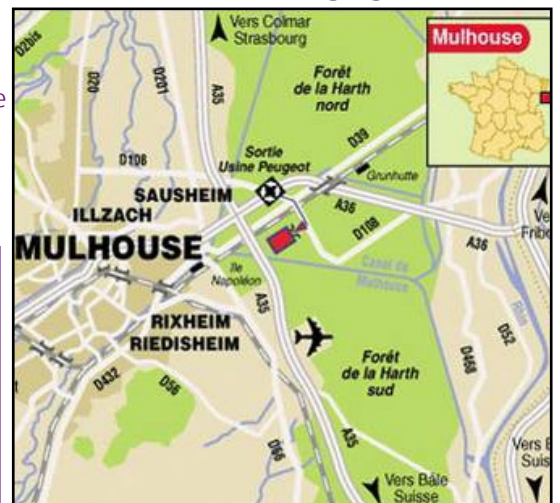 Vers Colmar
Strasbourg
Mulhouse
D2bis
D20
D201
A35
Forêt
de la Harth
nord
D39
Sortie
Usine Peugeot
Grunhutte
D108
SAUSHEIM
A36
ILLZACH
D108
A36
MULHOUSE
Canal de
Mulhouse
Ile
Napoléon
A35
Rhin
RIXHEIM
RIEDISHEIM
D52
D468
Forêt
de la Harth
sud
D432
D56
A35
D66
Vers Bâle
Suisse